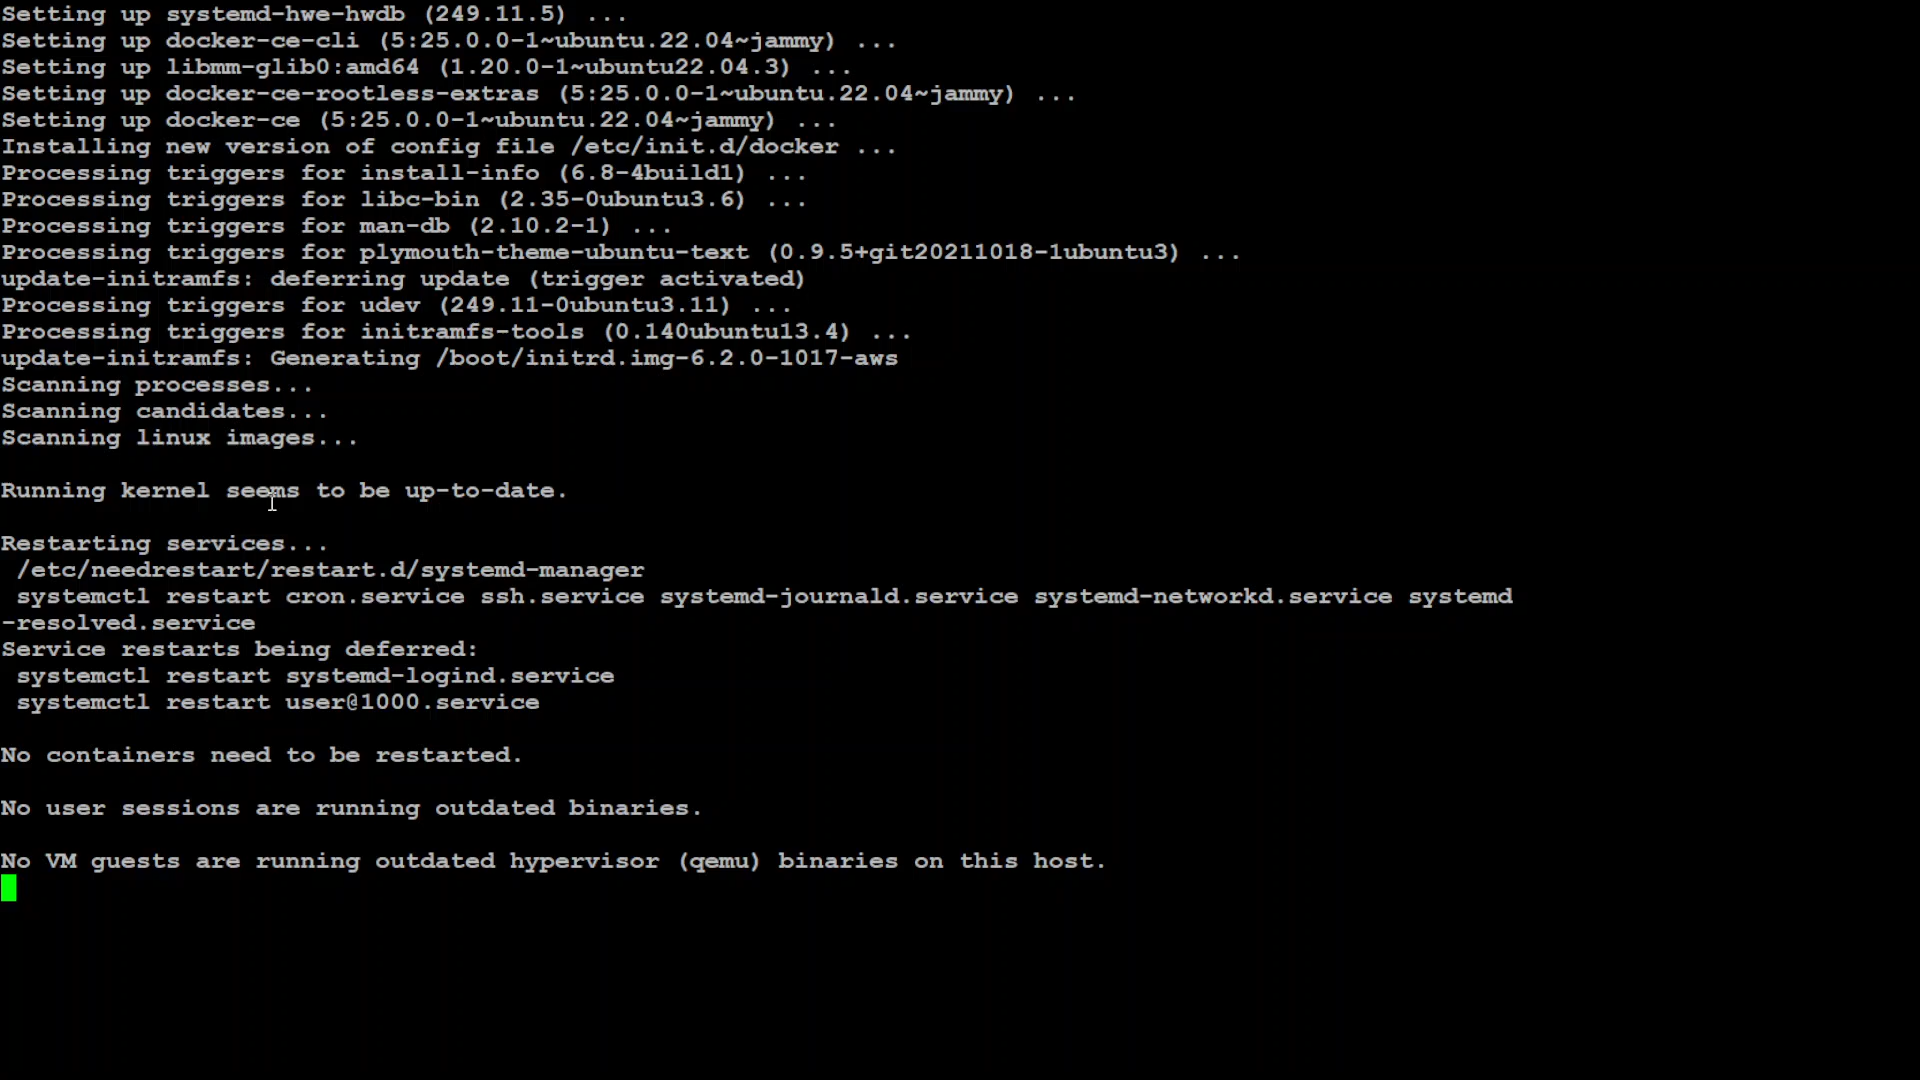 Setting up systemd-hwe-hwdb (249.11.5) ...
Setting up docker-ce-cli (5:25.0.0-1~ubuntu.22.04~jammy) ...
Setting up libmm-glib0:amd64 (1.20.0-1~ubuntu22.04.3) ...
Setting up docker-ce-rootless-extras (5:25.0.0-1~ubuntu.22.04~jammy) ...
Setting up docker-ce (5:25.0.0-1~ubuntu.22.04~jammy) ...
Installing new version of config file /etc/init.d/docker ...
Processing triggers for install-info (6.8-4build1) ...
Processing triggers for libc-bin (2.35-0ubuntu3.6) ...
Processing triggers for man-db (2.10.2-1) ...
Processing triggers for plymouth-theme-ubuntu-text (0.9.5+git20211018-1ubuntu3) ...
update-initramfs: deferring update (trigger activated)
Processing triggers for udev (249.11-0ubuntu3.11) ...
Processing triggers for initramfs-tools (0.140ubuntu13.4) ...
update-initramfs: Generating /boot/initrd.img-6.2.0-1017-aws
Scanning processes...
Scanning candidates...
Scanning linux images...
Running kernel seems to be up-to-date.
Restarting services...
/etc/needrestart/restart.d/systemd-manager
systemctl restart cron.service ssh.service systemd-journald.service systemd-networkd.service systemd
-resolved.service
Service restarts being deferred:
systemctl restart systemd-logind.service
systemctl restart user@1000.service
No containers need to be restarted.
No user sessions are running outdated binaries.
No VM guests are running outdated hypervisor (qemu) binaries on this host.